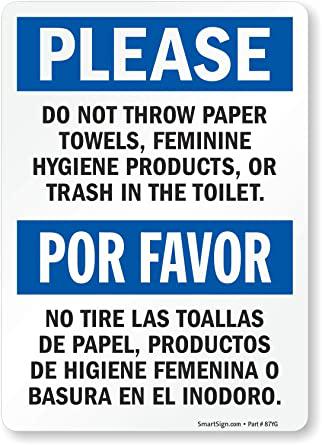 PLEASE
DO NOT THROW PAPER
TOWELS, FEMININE
HYGIENE PRODUCTS, OR
TRASH IN THE TOILET.
POR FAVOR
NO TIRE LAS TOALLAS
DE PAPEL, PRODUCTOS
DE HIGIENE FEMENINA O
BASURA EN EL INODORO.
SmartSign.com • Part # 87YG